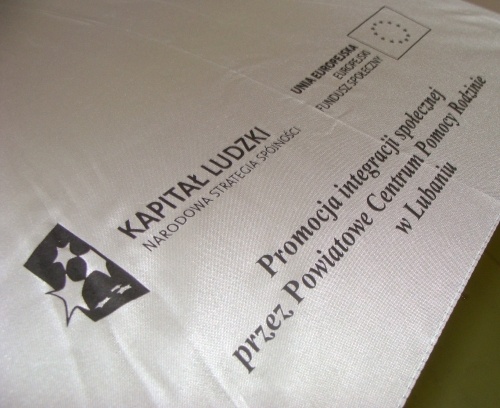 KAPITAŁ LUDZKI
NARODOWA STRATEGIA SPÓJNOŚCI
UNIA EUROPEJSKA
EUROPEJSKI
FUNDUSZ SPOŁECZNY
Promocja integracji społecznej
przez Powiatowe Centrum Pomocy Rodzinie
w Lubaniu